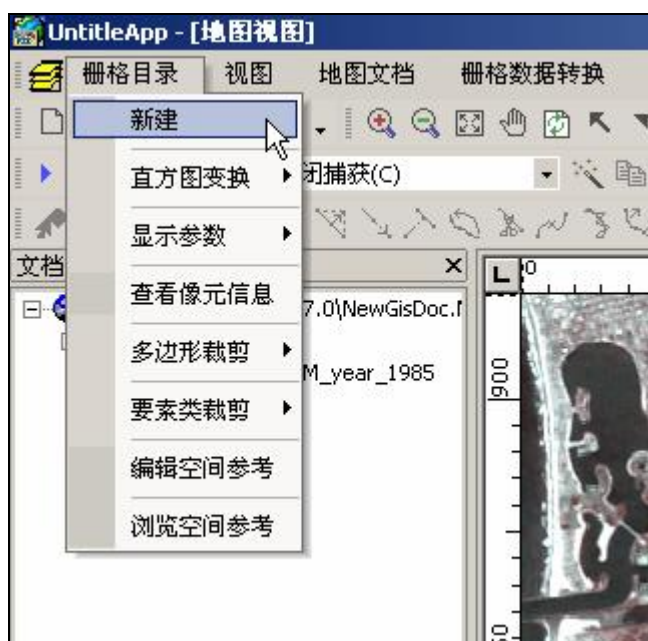 UntitleApp - [地图视图]
栅格目录 视图 地图文档 栅格数据转换
新建
直方图变换
闭捕获(C)
显示参数
文档
L 0
查看像元信息
7.0\NewGisDoc.
多边形裁剪
M_year_1985
900
要素类裁剪
编辑空间参考
浏览空间参考